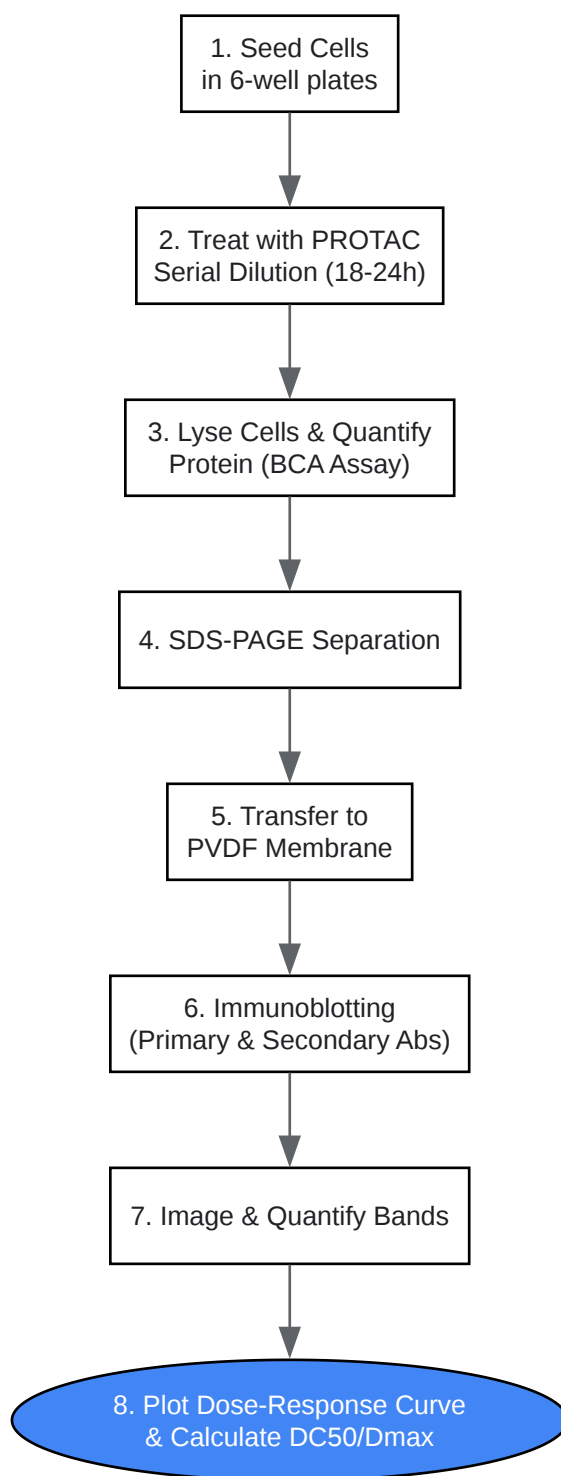 1. Seed Cells
in 6-well plates
2. Treat with PROTAC
Serial Dilution (18-24h)
3. Lyse Cells & Quantify
Protein (BCA Assay)
4. SDS-PAGE Separation
5. Transfer to
PVDF Membrane
6. Immunoblotting
(Primary & Secondary Abs)
7. Image & Quantify Bands
8. Plot Dose-Response Curve
& Calculate DC50/Dmax